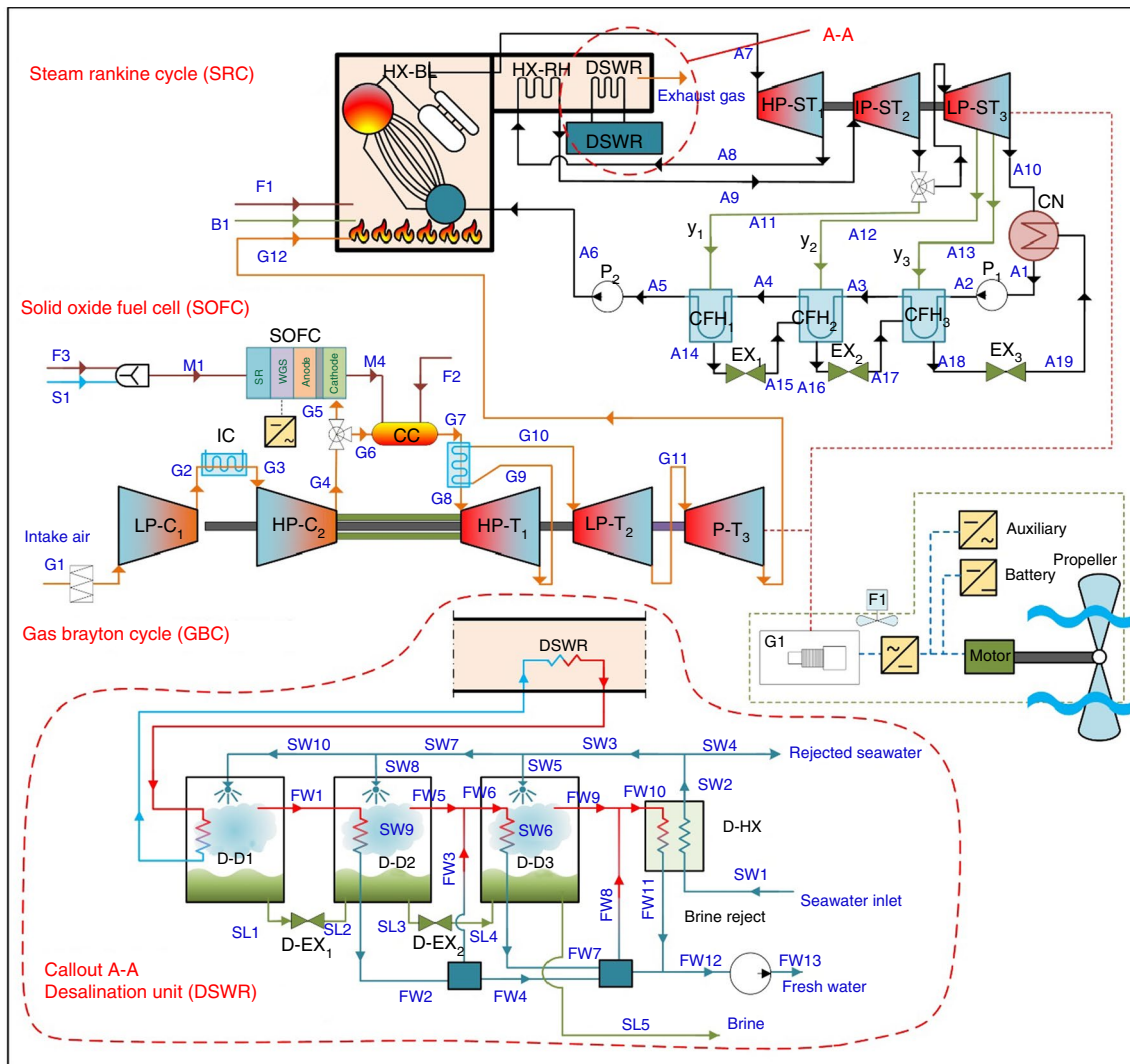 A-A
Steam rankine cycle (SRC)
HX-BL
HX-RH
DSWR
Exhaust gas
DSWR
A7
HP-ST1
IP-ST2
LP-ST3
A8
A9
A10
CN
F1
B1
G12
A11
A12
A13
y1
y2
y3
A6
P2
A5
A4
A3
A2
P1
A1
CFH1
CFH2
CFH3
A14
EX1
A15
A16
EX2
A17
A18
EX3
A19
Solid oxide fuel cell (SOFC)
SOFC
F3
S1
M1
SR
WGS
Anode
Cathode
M4
F2
G5
G6
CC
G7
G10
G11
IC
G2
G3
G4
G8
G9
LP-C1
HP-C2
HP-T1
LP-T2
P-T3
Intake air
G1
Auxiliary
Battery
Propeller
F1
G1
Motor
Gas brayton cycle (GBC)
DSWR
SW10
SW7
SW3
SW4
Rejected seawater
SW8
SW5
SW2
FW1
FW5
FW6
FW9
FW10
D-HX
SW9
SW6
D-D1
D-D2
D-D3
FW3
FW8
FW11
SW1
Seawater inlet
Brine reject
SL1
D-EX1
SL2
SL3
D-EX2
SL4
FW7
FW2
FW4
FW12
FW13
Fresh water
Callout A-A
Desalination unit (DSWR)
SL5
Brine